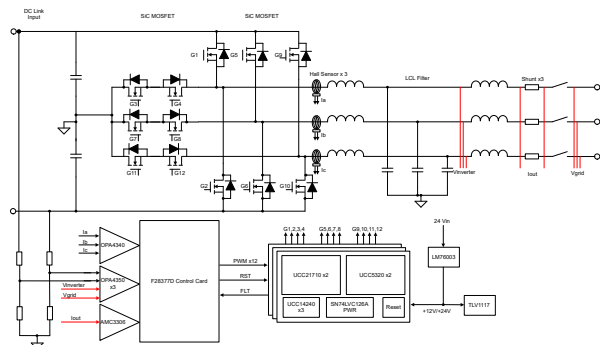 DC Link
Input
SiC MOSFET
SiC MOSFET
G1
G5
G9
Hall Sensor x 3
LCL Filler
Shunt x3
G3
G4
Ia
G7
G8
Ib
G11
G12
Ic
G2
G6
G10
Vinverter
Iout
Vgrid
Ia
Ib
Ic
OPA4340
OPA4350
x3
Vinverter
Vgrid
Iout
AMC3306
F28377D Control Card
PWM x12
RST
FLT
G1,2,3,4
G5,6,7,8
G9,10,11,12
UCC21710 x2
UCC5320 x2
UCC14240
x3
SN74LVC126A
PWR
Reset
24 Vin
LM76003
+12V/+24V
TLV1117